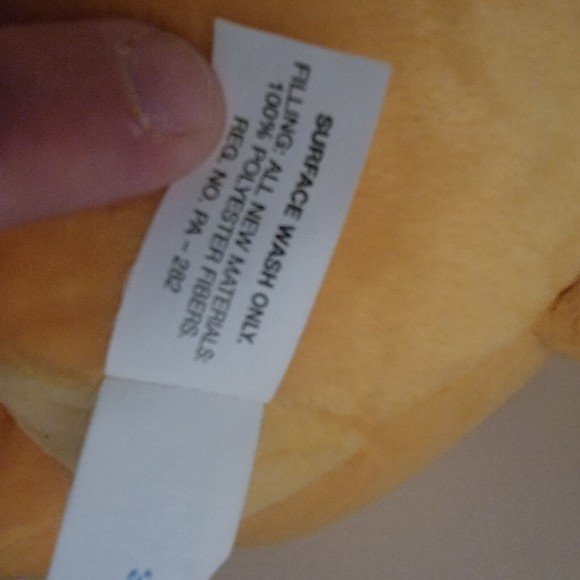 SURFACE WASH ONLY.
FILLING: ALL NEW MATERIALS:
100% POLYESTER FIBERS.
REG. NO. PA - 282